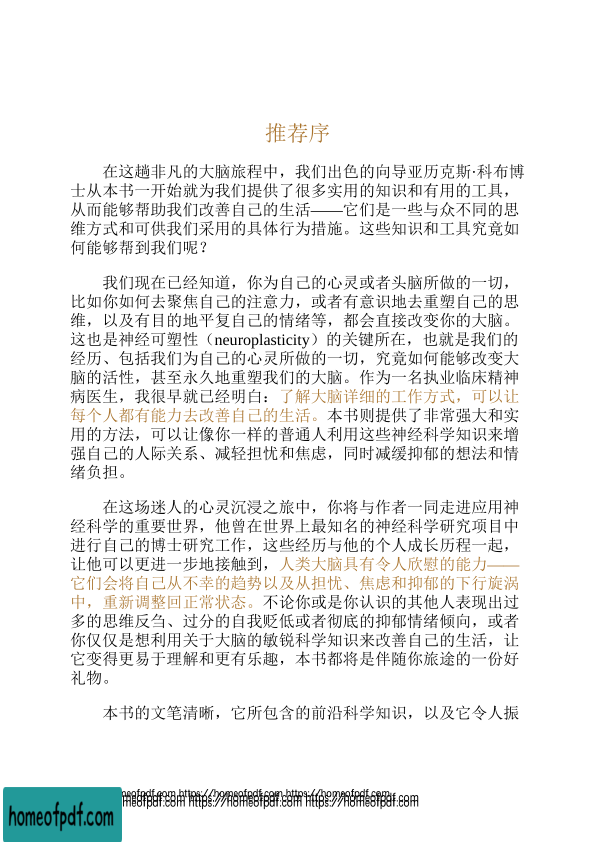 推荐序
在这趟非凡的大脑旅程中，我们出色的向导亚历克斯·科布博
士从本书一开始就为我们提供了很多实用的知识和有用的工具，
从而能够帮助我们改善自己的生活——它们是一些与众不同的思
维方式和可供我们采用的具体行为措施。这些知识和工具究竟如
何能够帮到我们呢？
我们现在已经知道，你为自己的心灵或者头脑所做的一切，
比如你如何去聚焦自己的注意力，或者有意识地去重塑自己的思
维，以及有目的地平复自己的情绪等，都会直接改变你的大脑。
这也是神经可塑性（neuroplasticity）的关键所在，也就是我们的
经历、包括我们为自己的心灵所做的一切，究竟如何能够改变大
脑的活性，甚至永久地重塑我们的大脑。作为一名执业临床精神
病医生，我很早就已经明白：了解大脑详细的工作方式，可以让
每个人都有能力去改善自己的生活。本书则提供了非常强大和实
用的方法，可以让像你一样的普通人利用这些神经科学知识来增
强自己的人际关系、减轻担忧和焦虑，同时减缓抑郁的想法和情
绪负担。
在这场迷人的心灵沉浸之旅中，你将与作者一同走进应用神
经科学的重要世界，他曾在世界上最知名的神经科学研究项目中
进行自己的博士研究工作，这些经历与他的个人成长历程一起，
让他可以更进一步地接触到，人类大脑具有令人欣慰的能力——
它们会将自己从不幸的趋势以及从担忧、焦虑和抑郁的下行漩涡
中，重新调整回正常状态。不论你或是你认识的其他人表现出过
多的思维反刍、过分的自我贬低或者彻底的抑郁情绪倾向，或者
你仅仅是想利用关于大脑的敏锐科学知识来改善自己的生活，让
它变得更易于理解和更有乐趣，本书都将是伴随你旅途的一份好
礼物。
本书的文笔清晰，它所包含的前沿科学知识，以及它令人振
homeofpdf.com https://homeofpdf.com https://homeofpdf.com
homeofpdf.com https://homeofpdf.com https://homeofpdf.com
homeofpdf.com